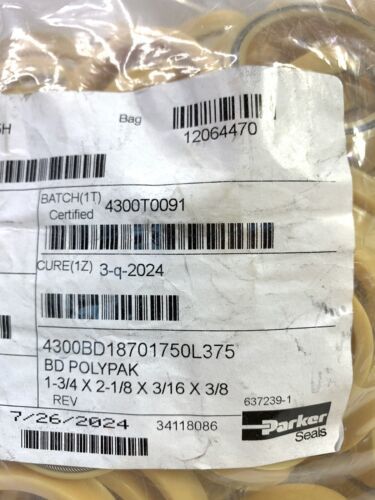 5H
Bag
12064470
BATCH(1T)
Certified 4300T0091
CURE(1Z) 3-q-2024
4300BD18701750L375
BD POLYPAK
1-3/4 X 2-1/8 X 3/16 X 3/8
REV
637239-1
7/26/2024 34118086
Parker
Seals